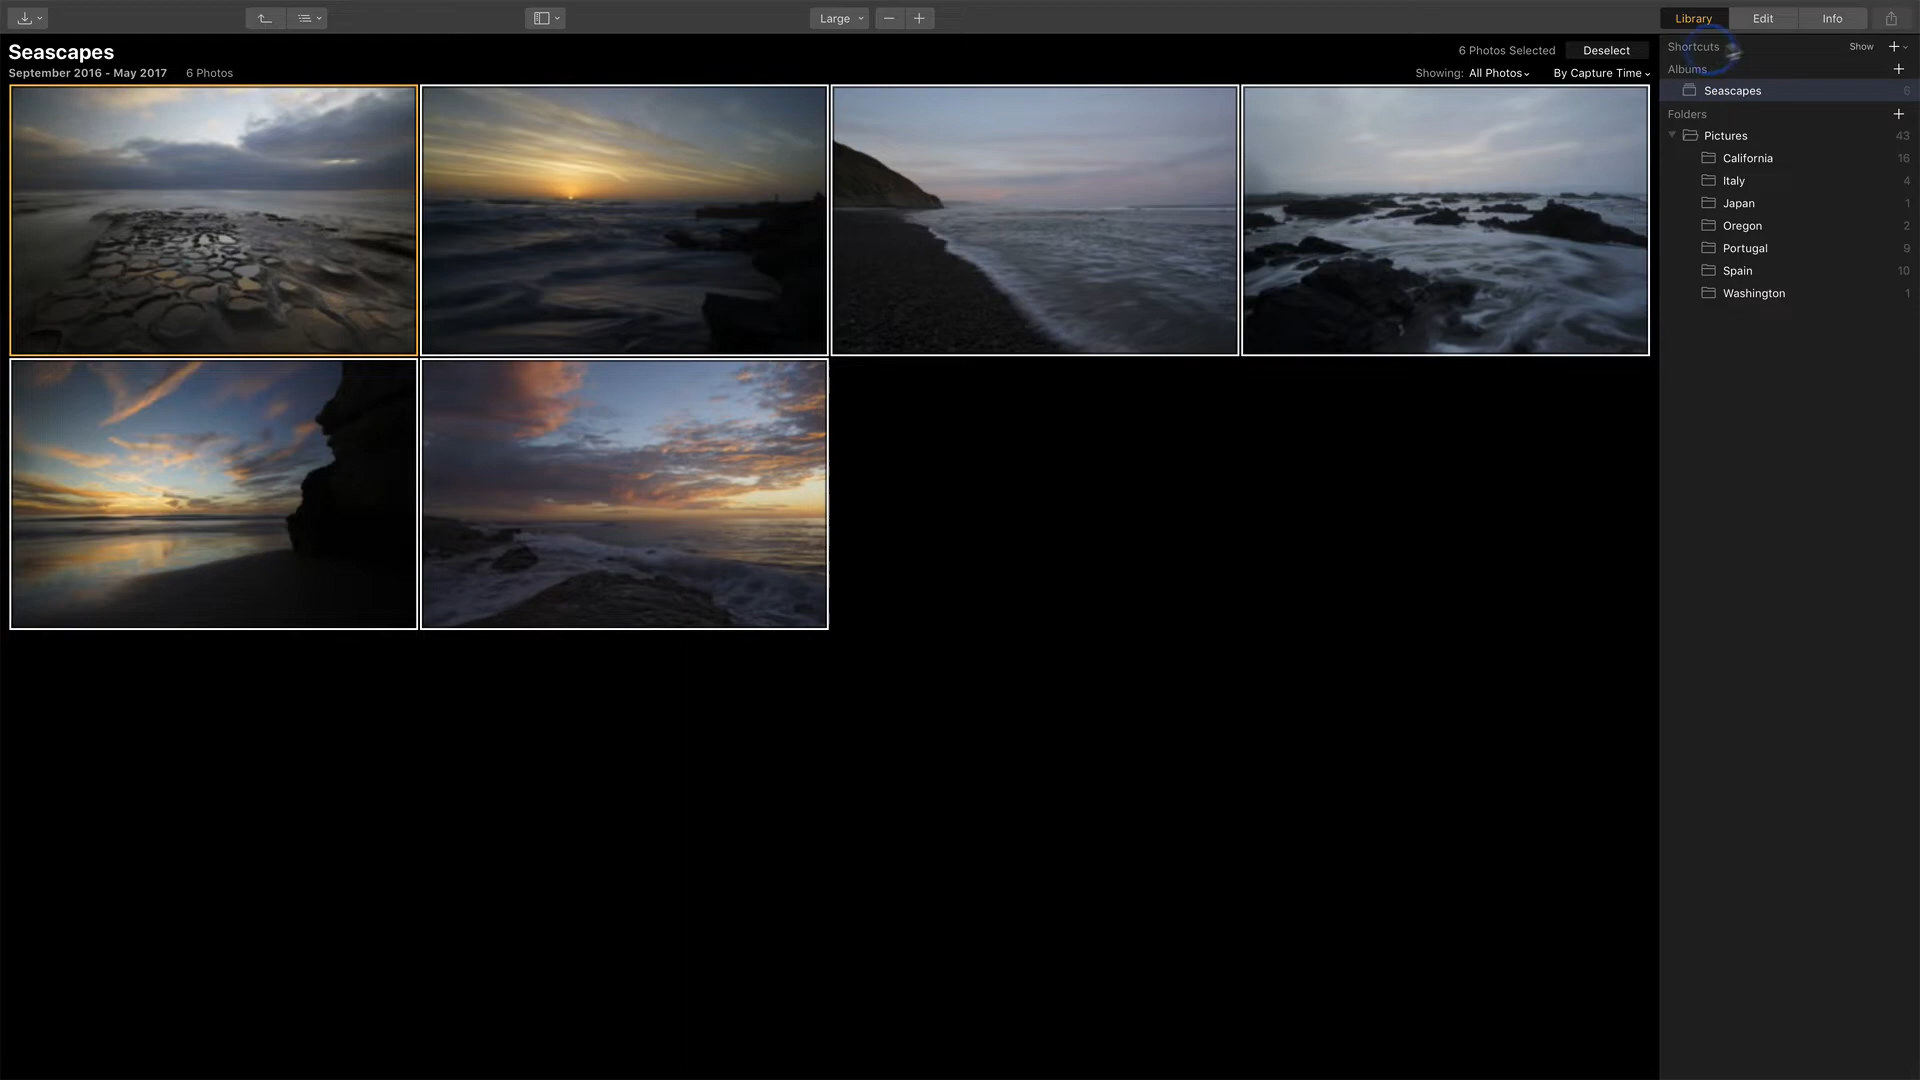 Large
Library Edit Info
Seascapes
September 2016 - May 2017 6 Photos
6 Photos Selected Deselect
Showing: All Photos By Capture Time
Shortcuts Show
Albums
Seascapes 6
Folders
Pictures 43
California 16
Italy 4
Japan 1
Oregon 2
Portugal 9
Spain 10
Washington 1